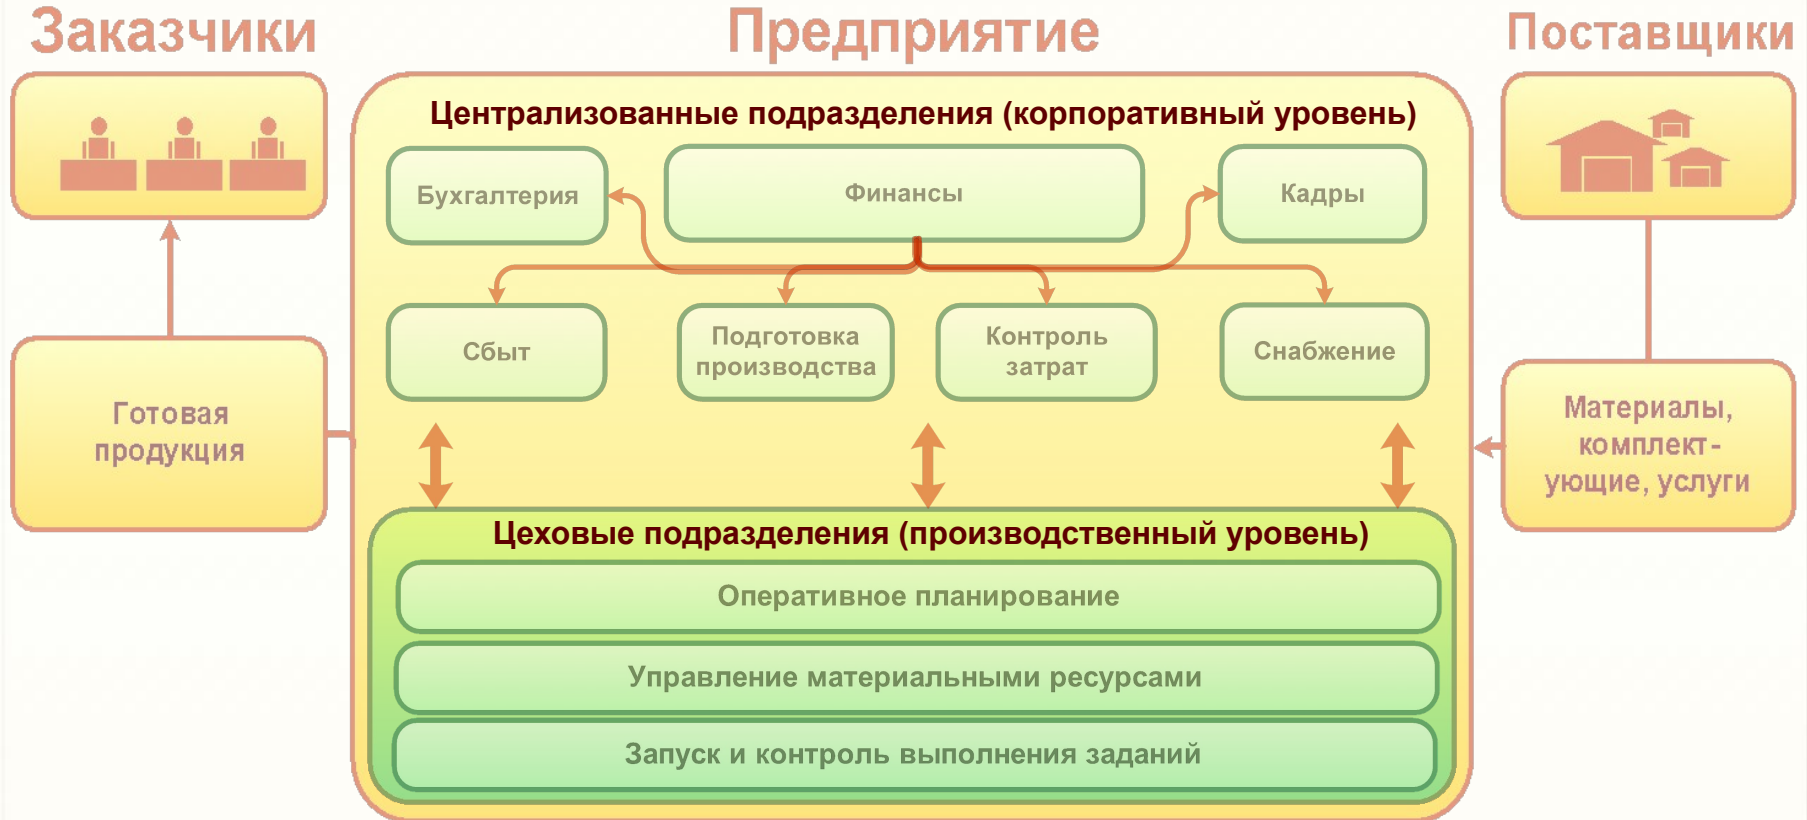 Заказчики
Предприятие
Поставщики
Централизованные подразделения (корпоративный уровень)
Бухгалтерия
Финансы
Кадры
Сбыт
Подготовка
производства
Контроль
затрат
Снабжение
Готовая
продукция
Материалы,
комплект-
ующие, услуги
Цеховые подразделения (производственный уровень)
Оперативное планирование
Управление материальными ресурсами
Запуск и контроль выполнения заданий